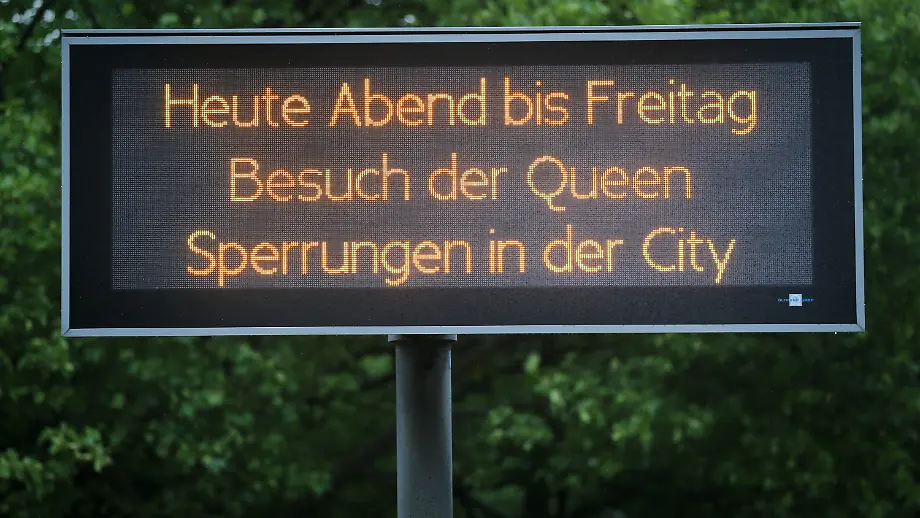 Heute Abend bis Freitag
Besuch der Queen
Sperrungen in der City